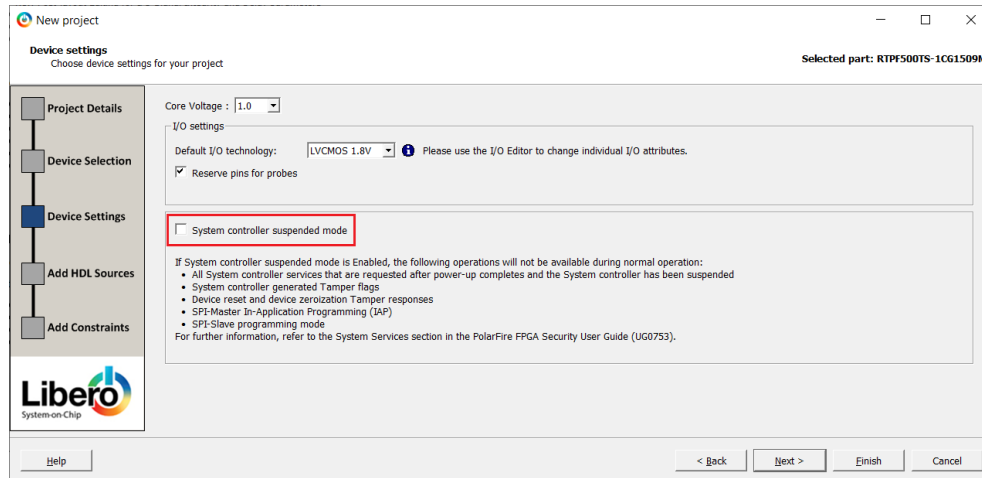 New project
Device settings
Choose device settings for your project
Selected part: RTPF500TS-1CG1509M
Project Details
Device Selection
Device Settings
Add HDL Sources
Add Constraints
Libero
System-on-Chip
Core Voltage : 1.0
I/O settings
Default I/O technology: LVCMOS 1.8V Please use the I/O Editor to change individual I/O attributes.
Reserve pins for probes
System controller suspended mode
If System controller suspended mode is Enabled, the following operations will not be available during normal operation:
• All System controller services that are requested after power-up completes and the System controller has been suspended
• System controller generated Tamper flags
• Device reset and device zeroization Tamper responses
• SPI-Master In-Application Programming (IAP)
• SPI-Slave programming mode
For further information, refer to the System Services section in the PolarFire FPGA Security User Guide (UG0753).
Help
< Back
Next >
Finish
Cancel